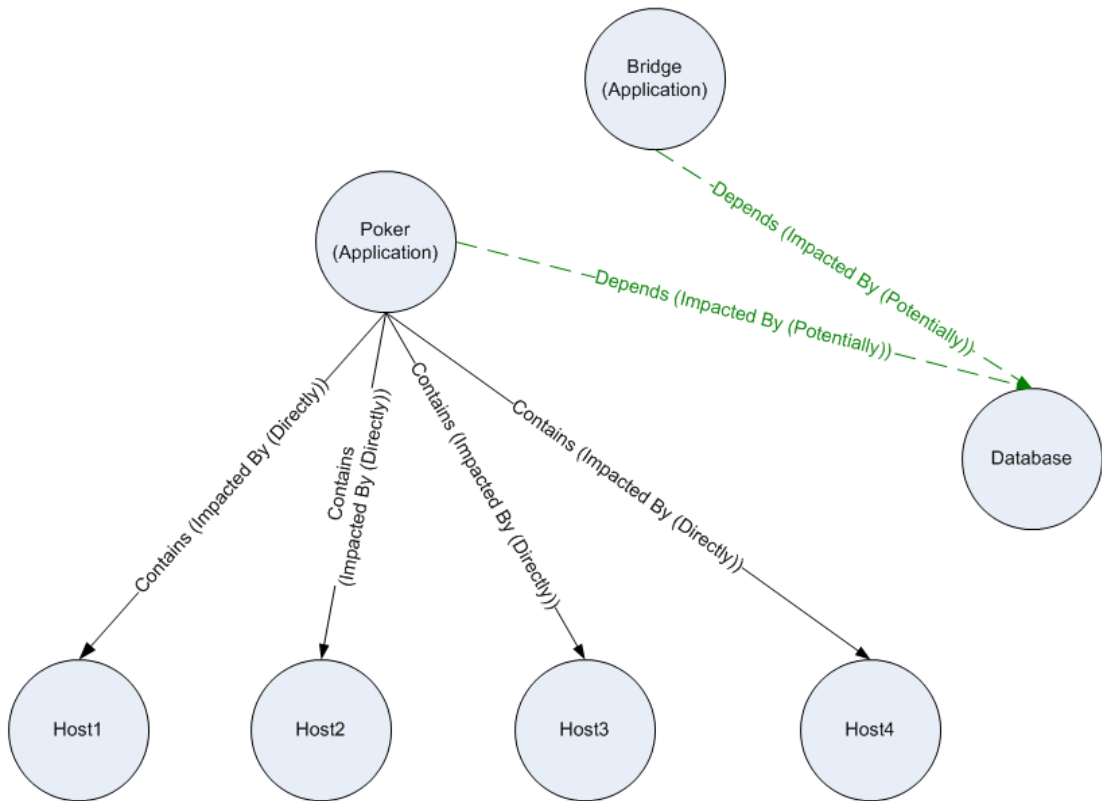 Bridge
(Application)
Depends (Impacted By (Potentially))
Poker
(Application)
Depends (Impacted By (Potentially))
Database
Contains (Impacted By (Directly))
Contains
(Impacted By (Directly))
Contains (Impacted By (Directly))
Contains (Impacted By (Directly))
Host1
Host2
Host3
Host4